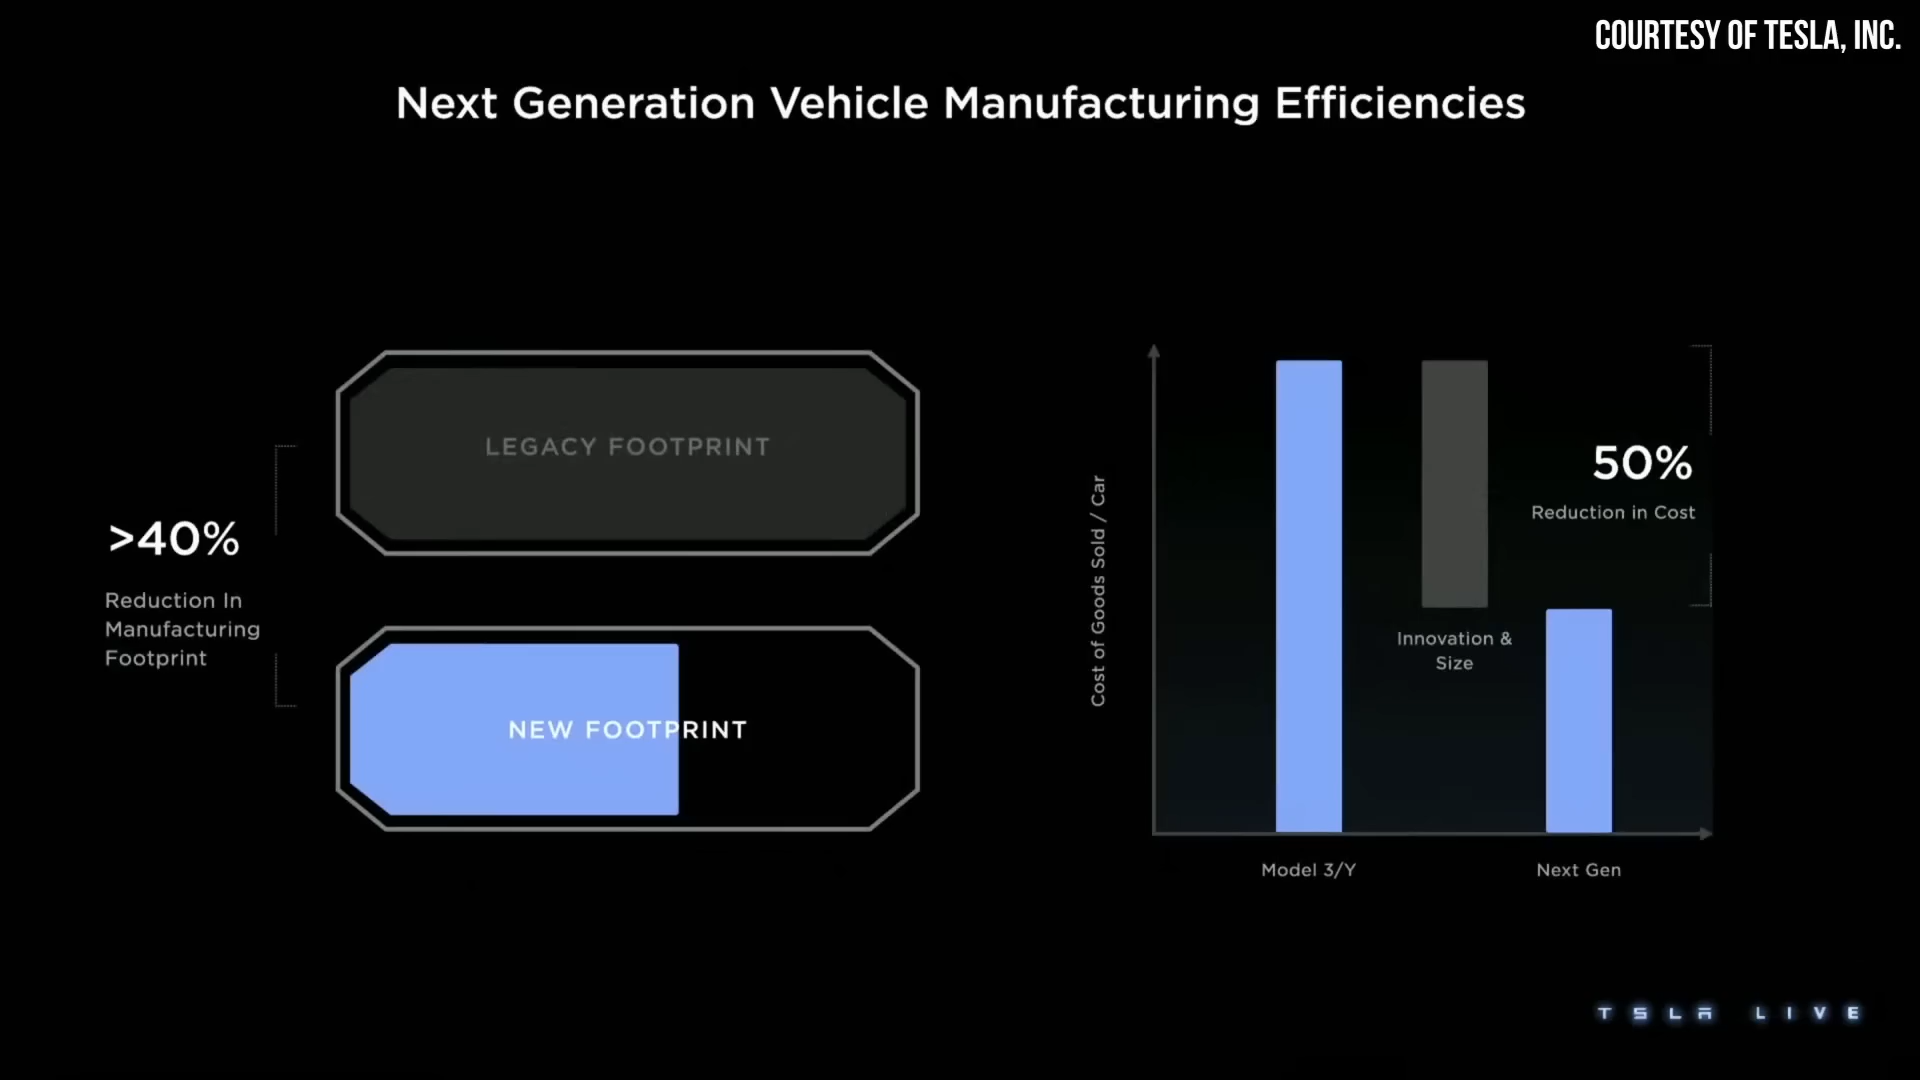 COURTESY OF TESLA, INC.
Next Generation Vehicle Manufacturing Efficiencies
>40%
Reduction In
Manufacturing
Footprint
LEGACY FOOTPRINT
NEW FOOTPRINT
Cost of Goods Sold / Car
50%
Reduction in Cost
Innovation &
Size
Model 3/Y
Next Gen
TSLA LIVE